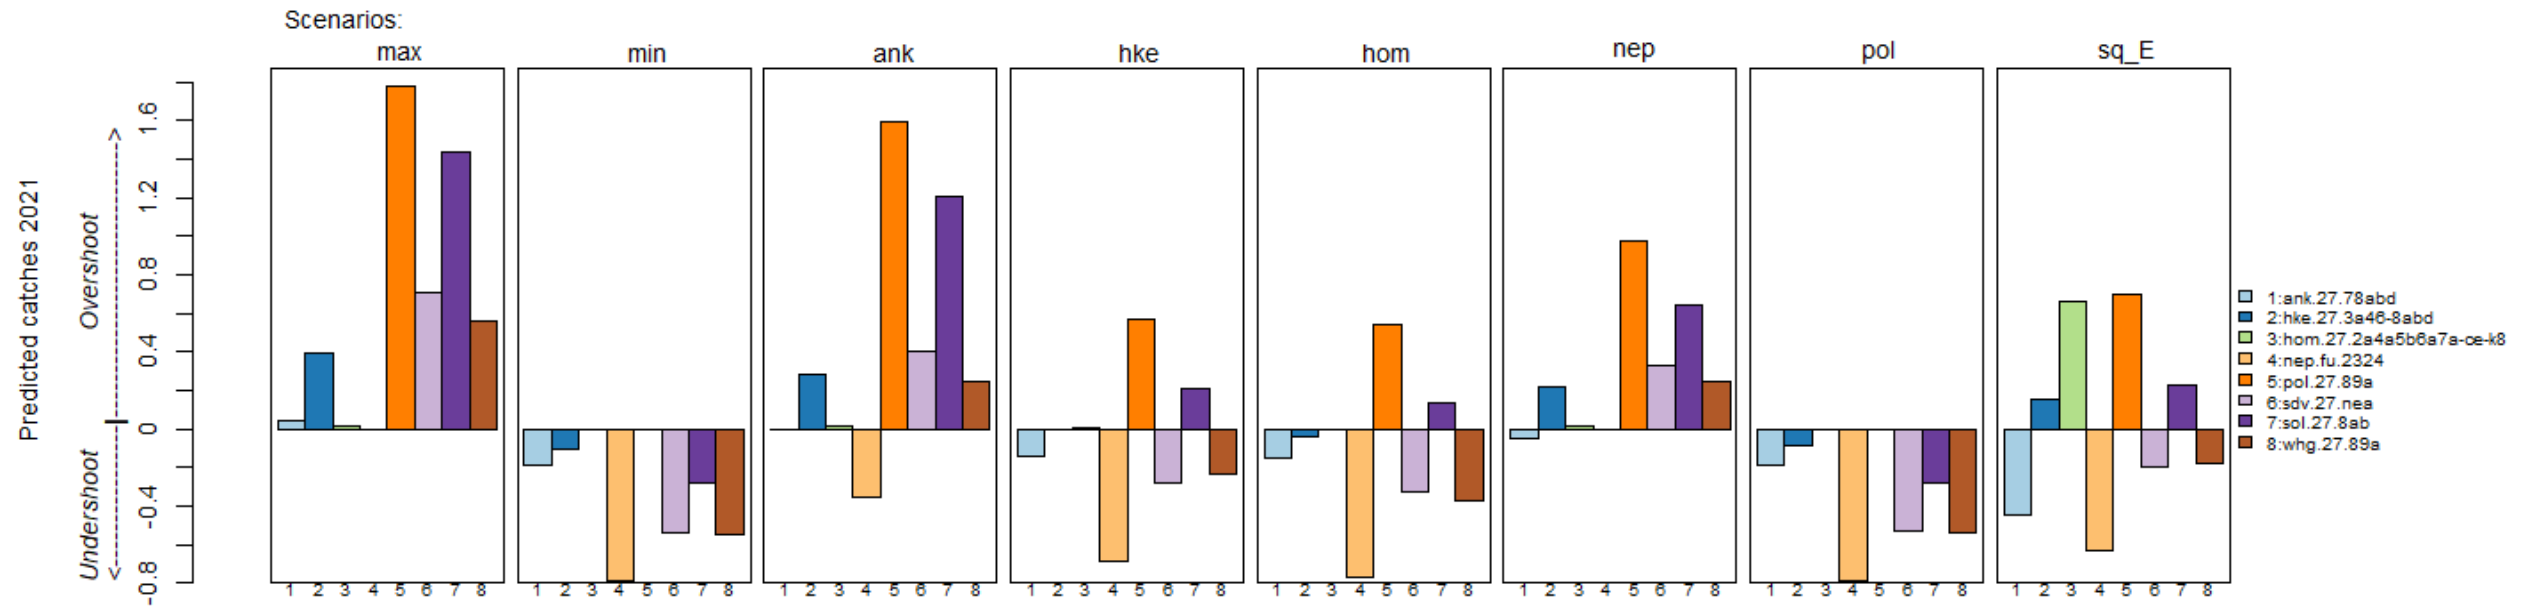 Scenarios:
max min ank hke hom nep pol sq_E
Predicted catches 2021
Undershoot Overshoot
1.6
1.2
0.8
0.4
0
-0.4
-0.8
1 2 3 4 5 6 7 8 1 2 3 4 5 6 7 8 1 2 3 4 5 6 7 8 1 2 3 4 5 6 7 8 1 2 3 4 5 6 7 8 1 2 3 4 5 6 7 8 1 2 3 4 5 6 7 8 1 2 3 4 5 6 7 8
1:ank.27.78abd
2:hke.27.3a46-8abd
3:hom.27.2a4a5b6a7a-ce-k8
4:nep.fu.2324
5:pol.27.89a
6:sdv.27.nea
7:sol.27.8ab
8:whg.27.89a